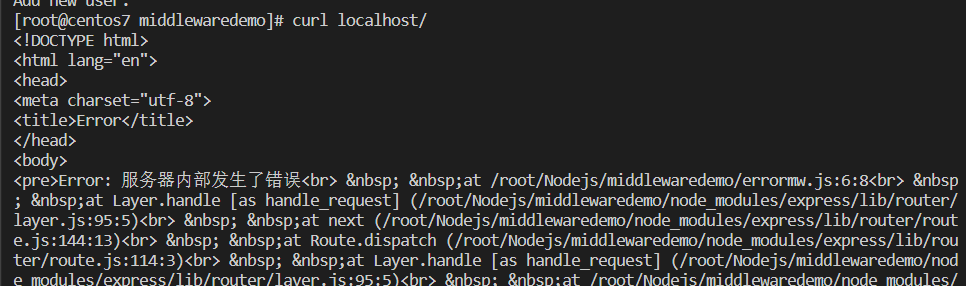 Add new user.
[root@centos7 middlewaredemo]# curl localhost/
<!DOCTYPE html>
<html lang="en">
<head>
<meta charset="utf-8">
<title>Error</title>
</head>
<body>
<pre>Error: 服务器内部发生了错误<br> &nbsp; &nbsp;at /root/Nodejs/middlewaredemo/errormw.js:6:8<br> &nbsp
; &nbsp;at Layer.handle [as handle_request] (/root/Nodejs/middlewaredemo/node_modules/express/lib/router/
layer.js:95:5)<br> &nbsp; &nbsp;at next (/root/Nodejs/middlewaredemo/node_modules/express/lib/router/rout
e.js:144:13)<br> &nbsp; &nbsp;at Route.dispatch (/root/Nodejs/middlewaredemo/node_modules/express/lib/rou
ter/route.js:114:3)<br> &nbsp; &nbsp;at Layer.handle [as handle_request] (/root/Nodejs/middlewaredemo/nod
e_modules/express/lib/router/layer.js:95:5)<br> &nbsp; &nbsp;at /root/Nodejs/middlewaredemo/node_modules/